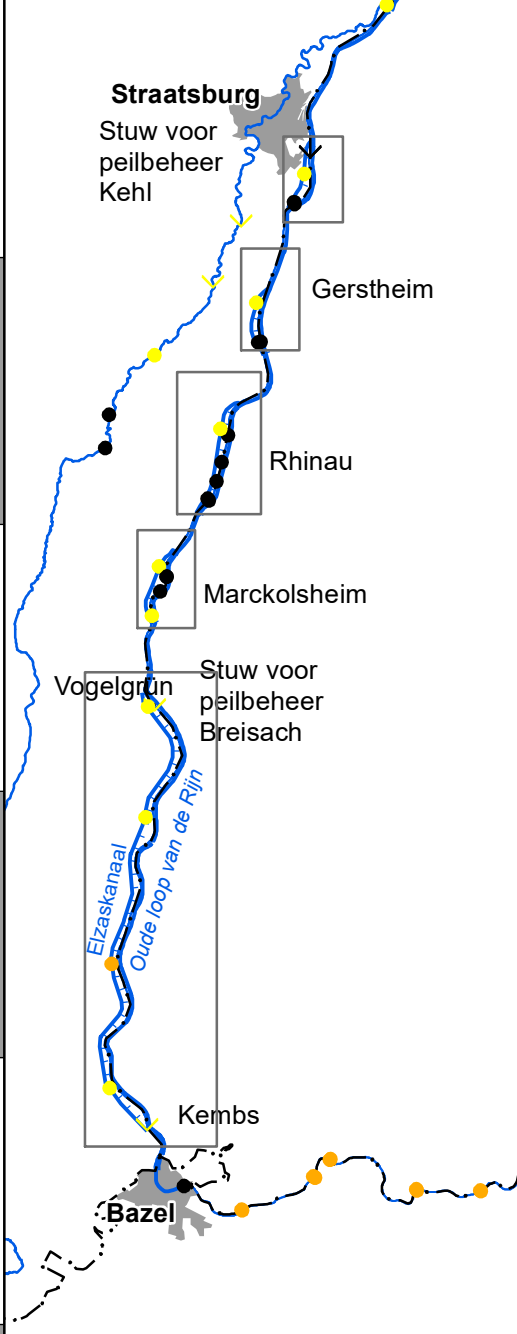 Straatsburg
Stuw voor
peilbeheer
Kehl
Gerstheim
Rhinau
Marckolsheim
Stuw voor
peilbeheer
Breisach
Vogelgrün
Elzaskanaal
Oude loop van de Rijn
Kembs
Bazel